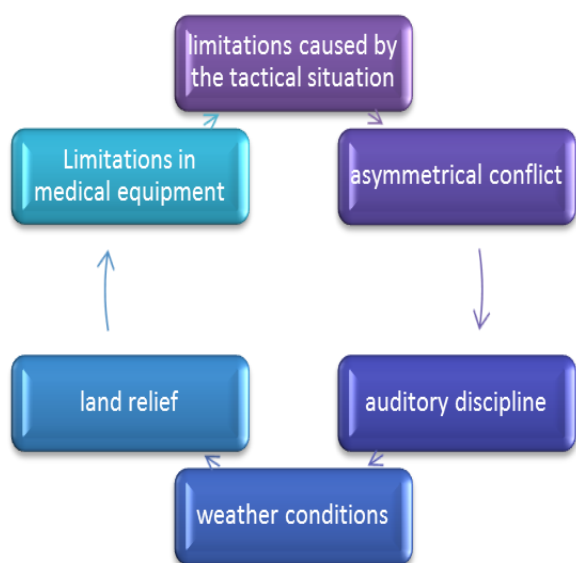 limitations caused by
the tactical situation
asymmetrical conflict
auditory discipline
weather conditions
land relief
Limitations in
medical equipment